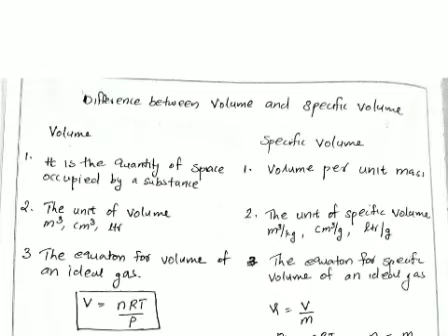 Difference between Volume and Specific Volume
Volume
1. It is the quantity of space
occupied by a substance
2. The unit of volume
m³, cm³, ltr
3 The equaton for volume of
an ideal gas.
V = nRT/P
Specific Volume
1. Volume per unit mass
2. The unit of specific volume
m³/kg, cm³/g, ltr/g
3 The equaton for specific
volume of an ideal gas
= V/m